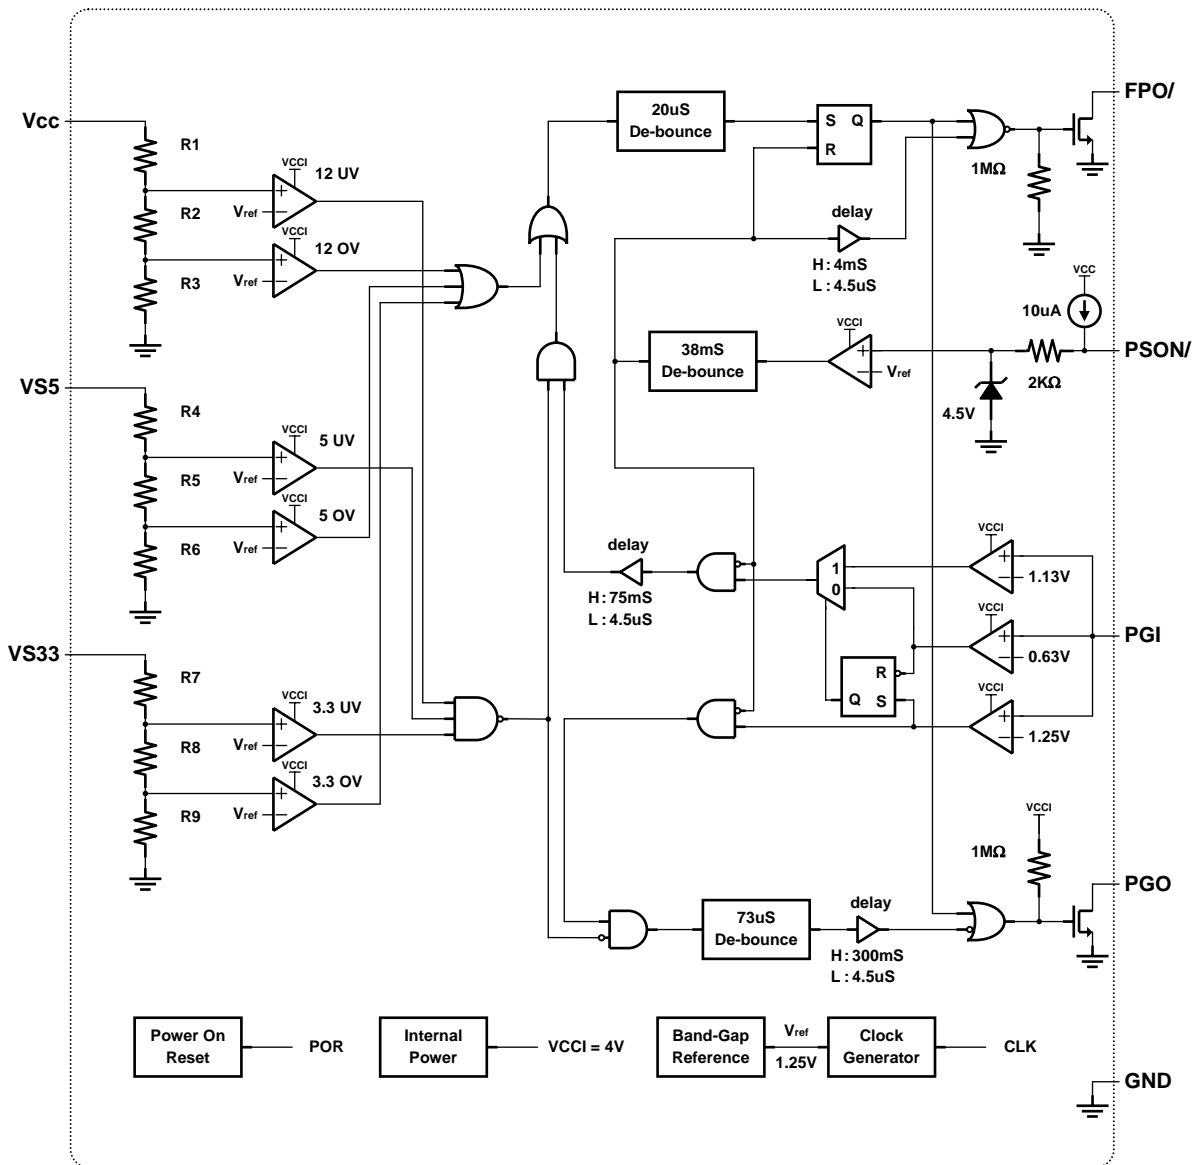 FPO/
Vcc
R1
VCCI
12 UV
Vref
R2
VCCI
12 OV
Vref
R3
20uS
De-bounce
S Q
R
1MΩ
delay
H : 4mS
L : 4.5uS
VCC
10uA
PSON/
2KΩ
4.5V
VCCI
Vref
38mS
De-bounce
VS5
R4
VCCI
5 UV
Vref
R5
VCCI
5 OV
Vref
R6
delay
H : 75mS
L : 4.5uS
1
0
VCCI
1.13V
PGI
VCCI
0.63V
R
Q S
VCCI
1.25V
VS33
R7
VCCI
3.3 UV
Vref
R8
VCCI
3.3 OV
Vref
R9
VCCI
1MΩ
PGO
73uS
De-bounce
delay
H : 300mS
L : 4.5uS
Power On
Reset
POR
Internal
Power
VCCI = 4V
Band-Gap
Reference
Vref
1.25V
Clock
Generator
CLK
GND